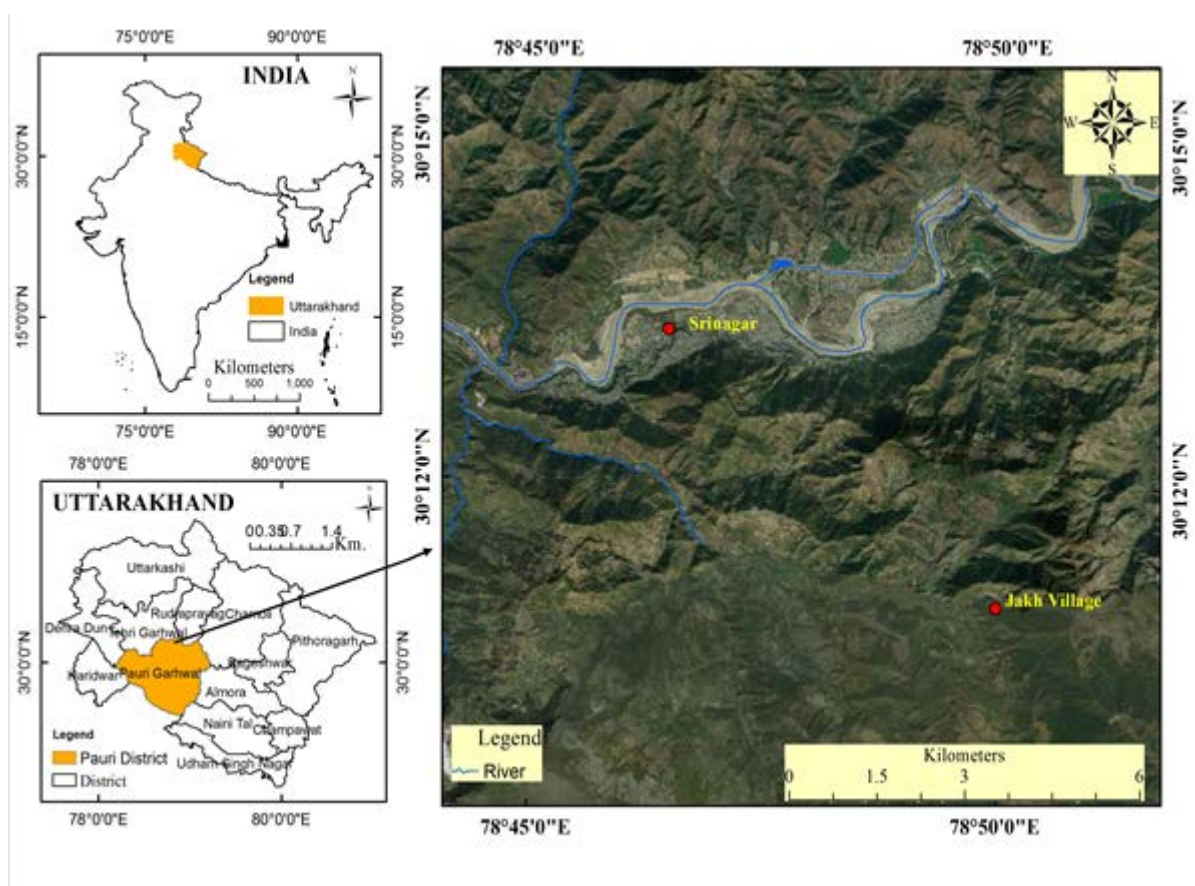 75°0'0"E
90°0'0"E
INDIA
N
30°0'0"N
30°0'0"N
15°0'0"N
15°0'0"N
Legend
Uttarakhand
India
Kilometers
0 500 1,000
75°0'0"E
90°0'0"E
78°0'0"E
80°0'0"E
UTTARAKHAND
00.350.7 1.4
Km.
Uttarkashi
Rudraprayag
Chamoli
Dehra Dun
Tehri Garhwal
Pithoragarh
Haridwar
Pauri Garhwal
Bageshwar
Almora
Naini Tal
Champawat
Udham Singh Nagar
30°0'0"N
30°0'0"N
Legend
Pauri District
District
78°0'0"E
80°0'0"E
78°45'0"E
78°50'0"E
30°15'0"N
30°15'0"N
N
W
E
S
Srinagar
30°12'0"N
30°12'0"N
Jakh Village
Legend
River
Kilometers
0 1.5 3 6
78°45'0"E
78°50'0"E